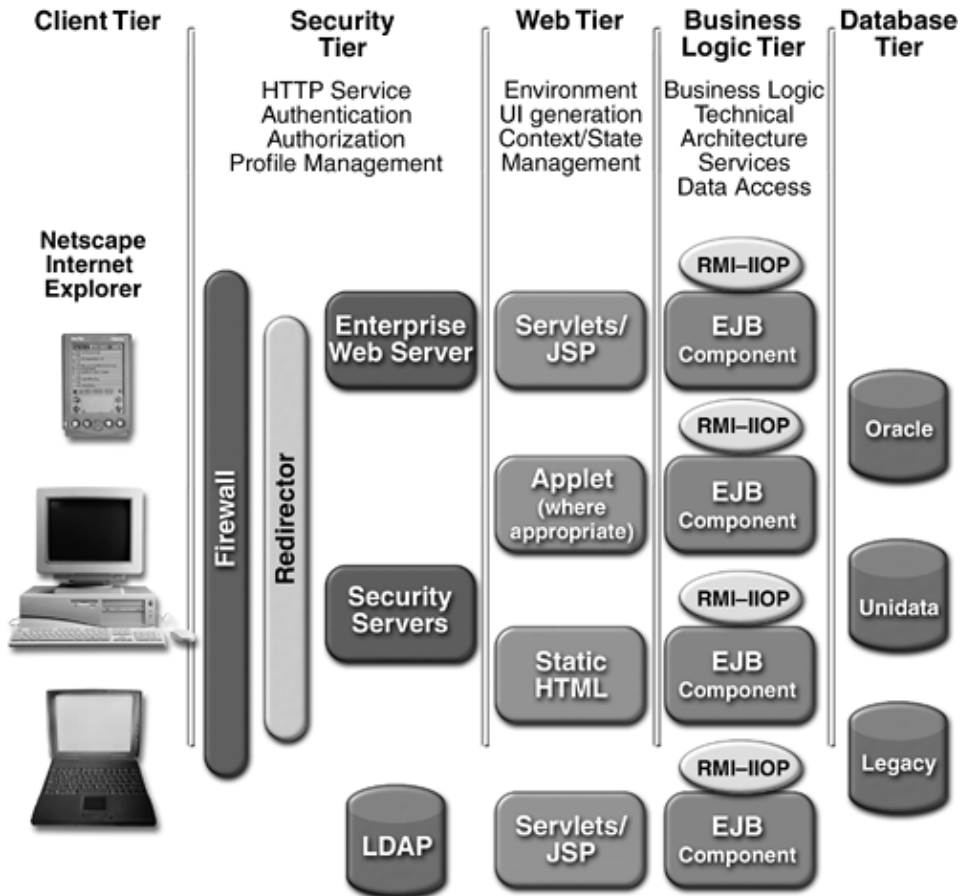 Client Tier
Security
Tier
HTTP Service
Authentication
Authorization
Profile Management
Web Tier
Environment
UI generation
Context/State
Management
Business
Logic Tier
Business Logic
Technical
Architecture
Services
Data Access
Database
Tier
Netscape
Internet
Explorer
Firewall
Redirector
Enterprise
Web Server
Security
Servers
LDAP
Servlets/
JSP
Applet
(where
appropriate)
Static
HTML
Servlets/
JSP
RMI–IIOP
EJB
Component
RMI–IIOP
EJB
Component
RMI–IIOP
EJB
Component
RMI–IIOP
EJB
Component
Oracle
Unidata
Legacy